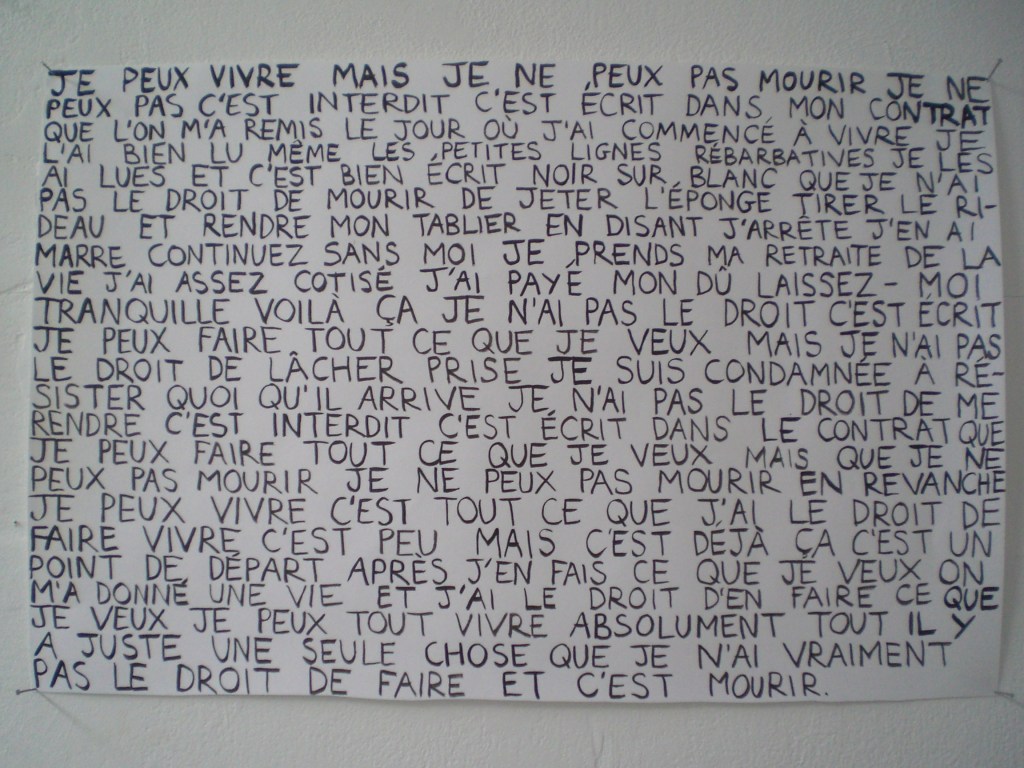 JE PEUX VIVRE MAIS JE NE PEUX PAS MOURIR JE NE
PEUX PAS C'EST INTERDIT C'EST ÉCRIT DANS MON CONTRAT
QUE L'ON M'A REMIS LE JOUR OÙ J'AI COMMENCÉ À VIVRE JE
L'AI BIEN LU MÊME LES PETITES LIGNES RÉBARBATIVES JE LES
AI LUES ET C'EST BIEN ÉCRIT NOIR SUR BLANC QUE JE N'AI
PAS LE DROIT DE MOURIR DE JETER L'ÉPONGE TIRER LE RI-
DEAU ET RENDRE MON TABLIER EN DISANT J'ARRÊTE J'EN AI
MARRE CONTINUEZ SANS MOI JE PRENDS MA RETRAITE DE LA
VIE J'AI ASSEZ COTISÉ J'AI PAYÉ MON DÛ LAISSEZ-MOI
TRANQUILLE VOILÀ ÇA JE N'AI PAS LE DROIT C'EST ÉCRIT
JE PEUX FAIRE TOUT CE QUE JE VEUX MAIS JE N'AI PAS
LE DROIT DE LÂCHER PRISE JE SUIS CONDAMNÉE À RÉ-
SISTER QUOI QU'IL ARRIVE JE N'AI PAS LE DROIT DE ME
RENDRE C'EST INTERDIT C'EST ÉCRIT DANS LE CONTRAT QUE
JE PEUX FAIRE TOUT CE QUE JE VEUX MAIS QUE JE NE
PEUX PAS MOURIR JE NE PEUX PAS MOURIR EN REVANCHE
JE PEUX VIVRE C'EST TOUT CE QUE J'AI LE DROIT DE
FAIRE VIVRE C'EST PEU MAIS C'EST DÉJÀ ÇA C'EST UN
POINT DE DÉPART APRÈS J'EN FAIS CE QUE JE VEUX ON
M'A DONNÉ UNE VIE ET J'AI LE DROIT D'EN FAIRE CE QUE
JE VEUX JE PEUX TOUT VIVRE ABSOLUMENT TOUT IL Y
A JUSTE UNE SEULE CHOSE QUE JE N'AI VRAIMENT
PAS LE DROIT DE FAIRE ET C'EST MOURIR.